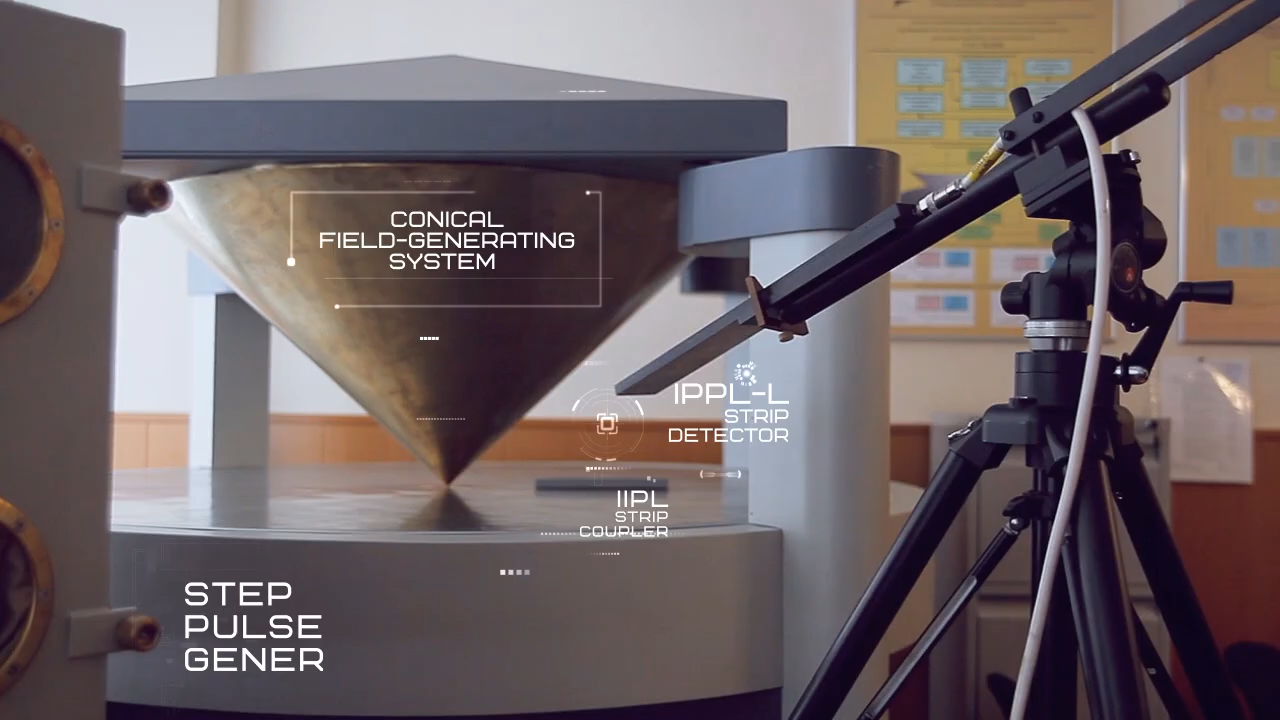 CONICAL
FIELD-GENERATING
SYSTEM
IPPL-L
STRIP
DETECTOR
IIPL
STRIP
COUPLER
STEP
PULSE
GENER